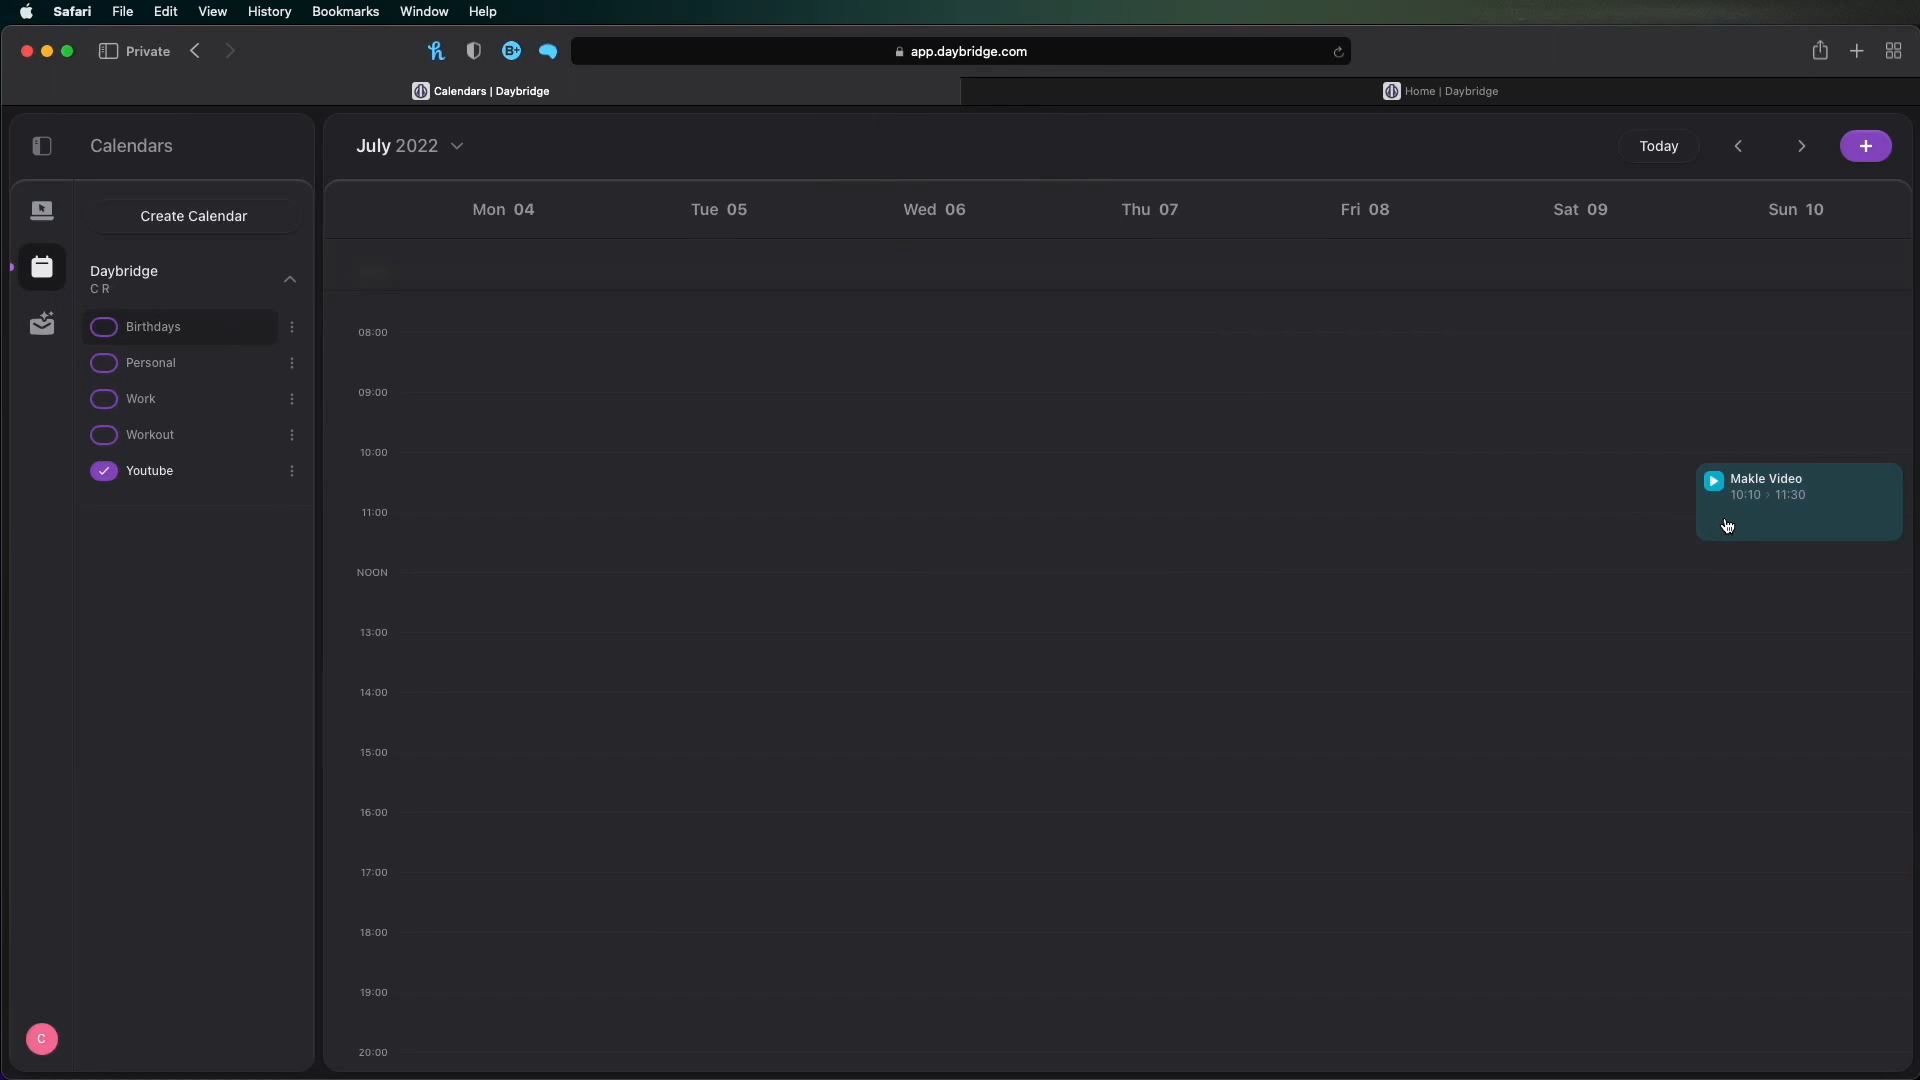 Safari File Edit View History Bookmarks Window Help
Private
B+
app.daybridge.com
Calendars | Daybridge
Home | Daybridge
Calendars
July 2022
Today
+
Create Calendar
Mon 04 Tue 05 Wed 06 Thu 07 Fri 08 Sat 09 Sun 10
Daybridge
C R
Birthdays
Personal
Work
Workout
Youtube
08:00
09:00
10:00
Makle Video
10:10 > 11:30
11:00
NOON
13:00
14:00
15:00
16:00
17:00
18:00
19:00
20:00
C